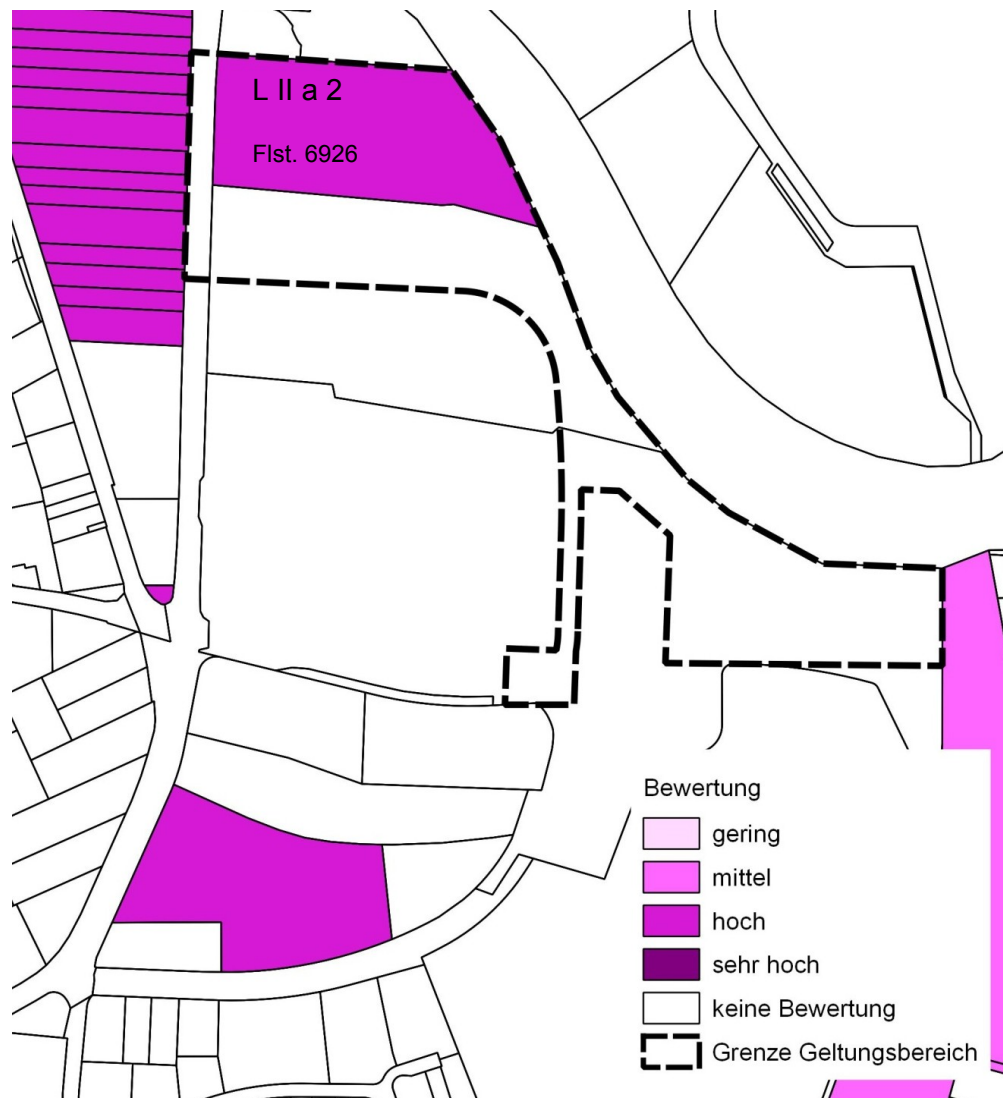 L II a 2
Flst. 6926
Bewertung
gering
mittel
hoch
sehr hoch
keine Bewertung
Grenze Geltungsbereich